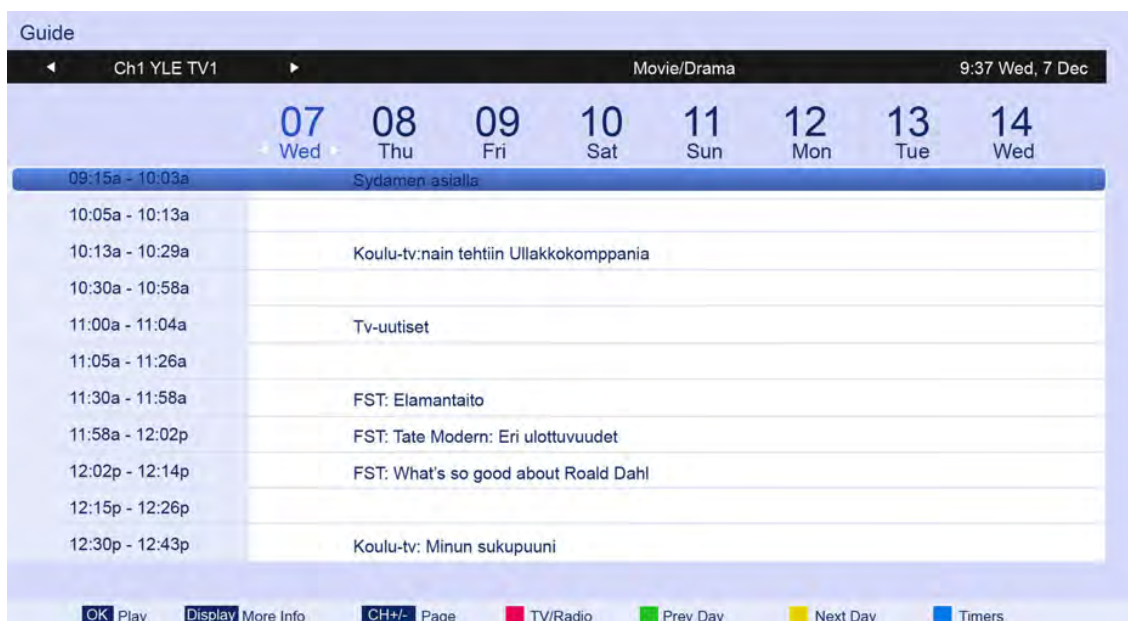 Guide
Ch1 YLE TV1 Movie/Drama 9:37 Wed, 7 Dec
07 08 09 10 11 12 13 14
Wed Thu Fri Sat Sun Mon Tue Wed
09:15a - 10:03a Sydamen asialla
10:05a - 10:13a
10:13a - 10:29a Koulu-tv:nain tehtiin Ullakkokomppania
10:30a - 10:58a
11:00a - 11:04a Tv-uutiset
11:05a - 11:26a
11:30a - 11:58a FST: Elamantaito
11:58a - 12:02p FST: Tate Modern: Eri ulottuvuudet
12:02p - 12:14p FST: What's so good about Roald Dahl
12:15p - 12:26p
12:30p - 12:43p Koulu-tv: Minun sukupuuni
OK Play Display More Info CH+/- Page TV/Radio Prev Day Next Day Timers